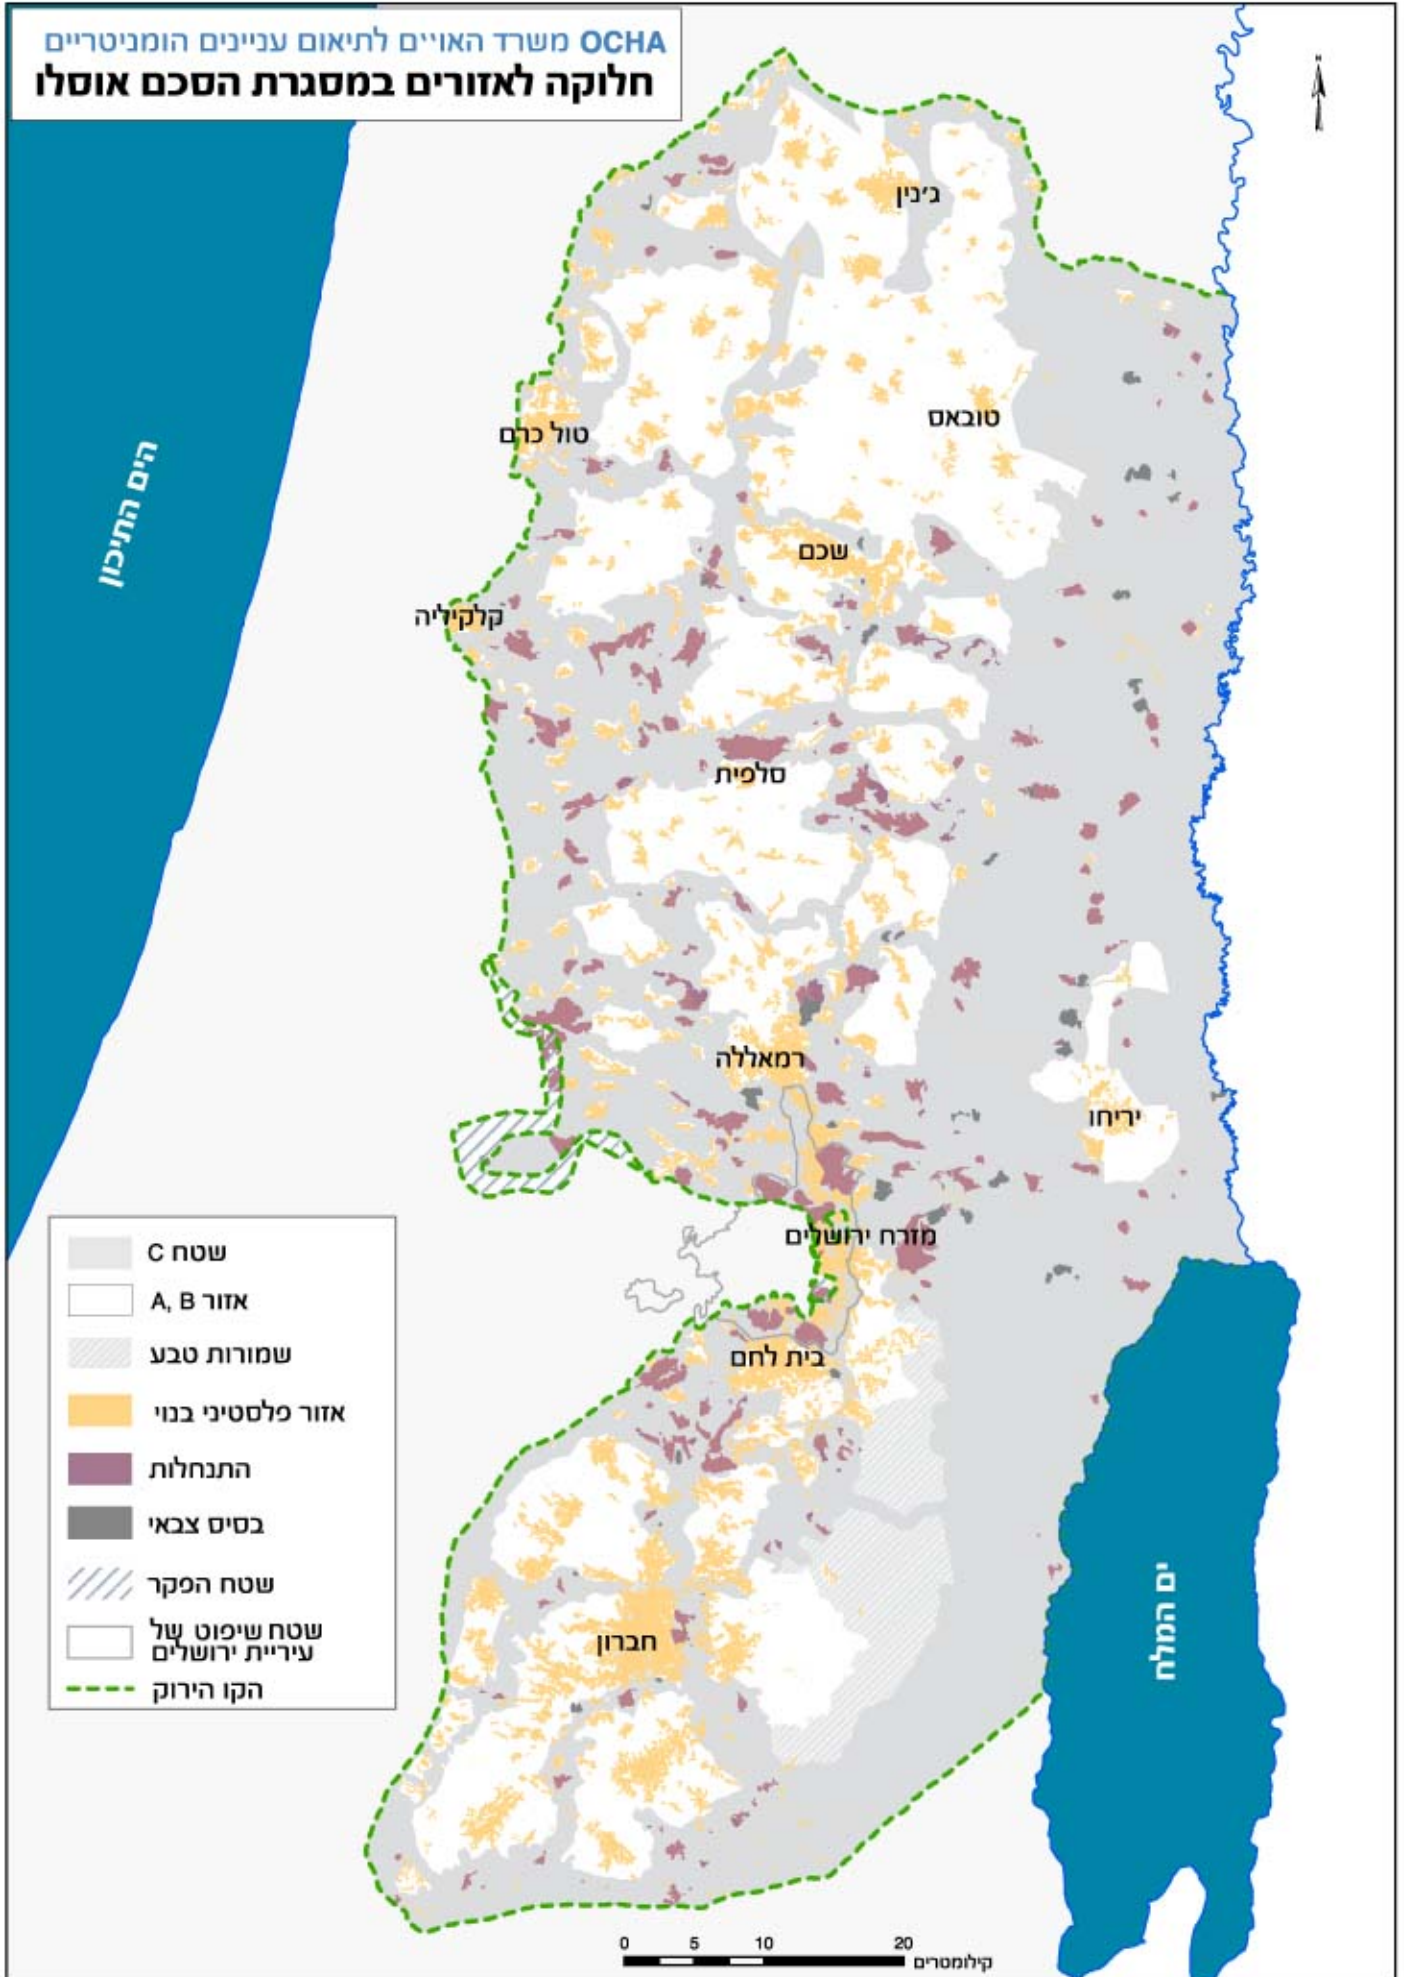 OCHA משרד האו״ם לתיאום עניינים הומניטריים
חלוקה לאזורים במסגרת הסכם אוסלו
N
ג׳נין
טובאס
טול כרם
הים התיכון
שכם
קלקיליה
סלפית
רמאללה
יריחו
מזרח ירושלים
בית לחם
חברון
ים המלח
שטח C
אזור A, B
שמורות טבע
אזור פלסטיני בנוי
התנחלות
בסיס צבאי
שטח הפקר
שטח שיפוט של
עיריית ירושלים
הקו הירוק
0 5 10 20
קילומטרים